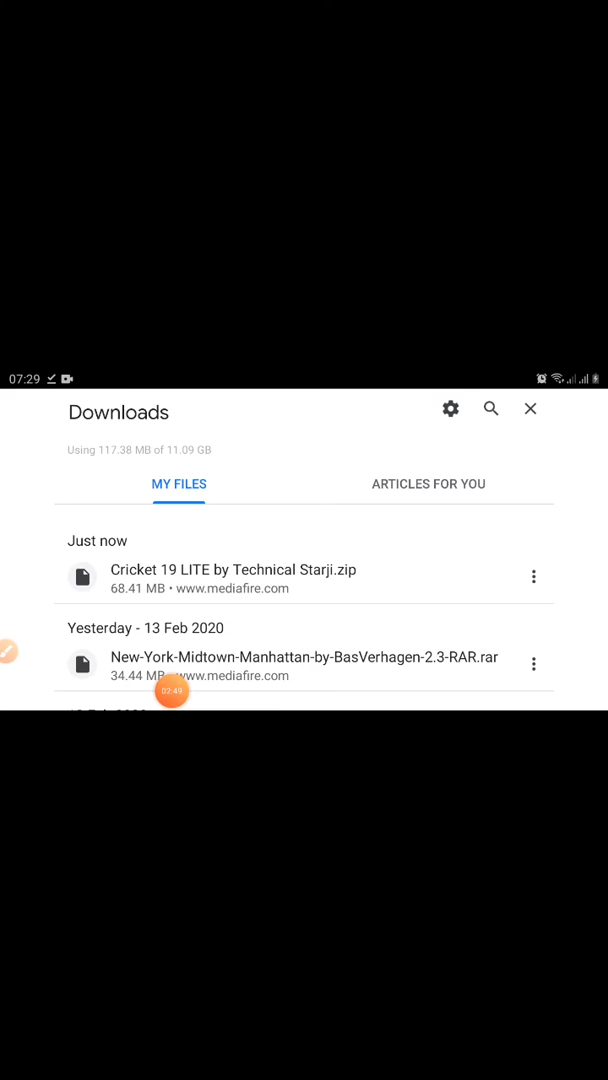 07:29
Downloads
Using 117.38 MB of 11.09 GB
MY FILES
ARTICLES FOR YOU
Just now
Cricket 19 LITE by Technical Starji.zip
68.41 MB • www.mediafire.com
Yesterday - 13 Feb 2020
New-York-Midtown-Manhattan-by-BasVerhagen-2.3-RAR.rar
34.44 MB • www.mediafire.com
02:49